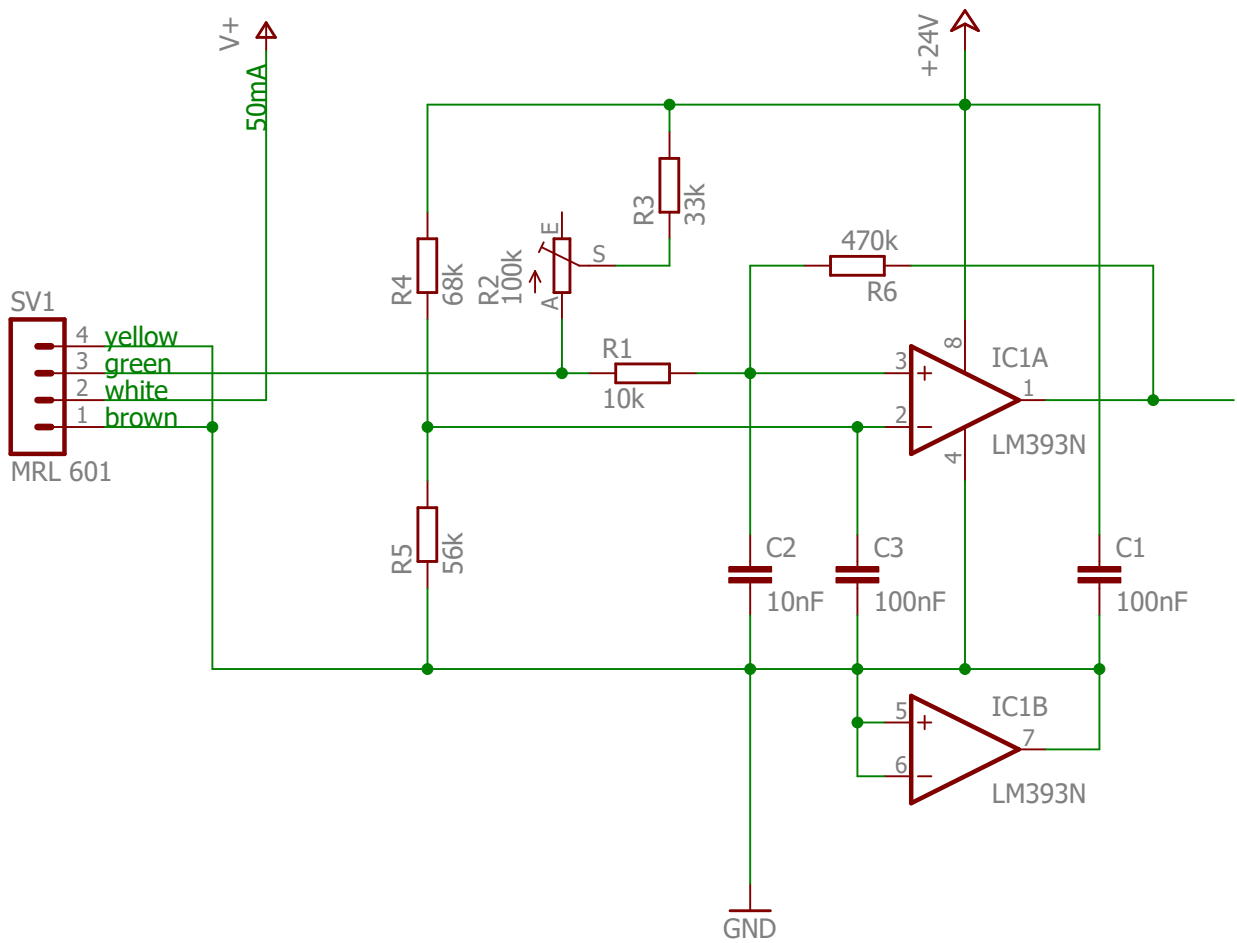 V+
50mA
+24V
R3
33k
E
S
R2
100k
A
R4
68k
470k
R6
SV1
4 yellow
3 green
2 white
1 brown
MRL 601
R1
10k
3
+
2
−
8
4
1
IC1A
LM393N
R5
56k
C2
10nF
C3
100nF
C1
100nF
5
+
6
−
7
IC1B
LM393N
GND